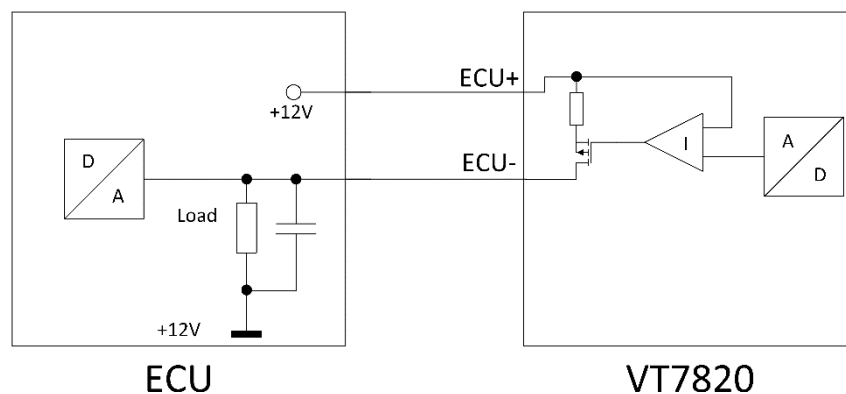 ECU+
+12V
D
A
ECU-
I
A
D
Load
+12V
ECU
VT7820